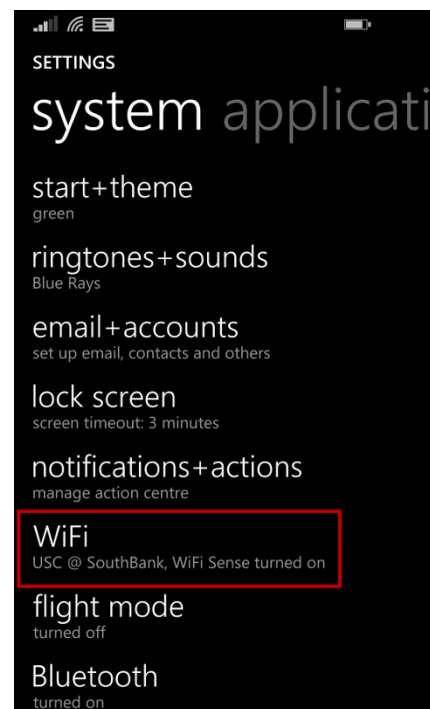 SETTINGS
system applicati
start+theme
green
ringtones+sounds
Blue Rays
email+accounts
set up email, contacts and others
lock screen
screen timeout: 3 minutes
notifications+actions
manage action centre
WiFi
USC @ SouthBank, WiFi Sense turned on
flight mode
turned off
Bluetooth
turned on